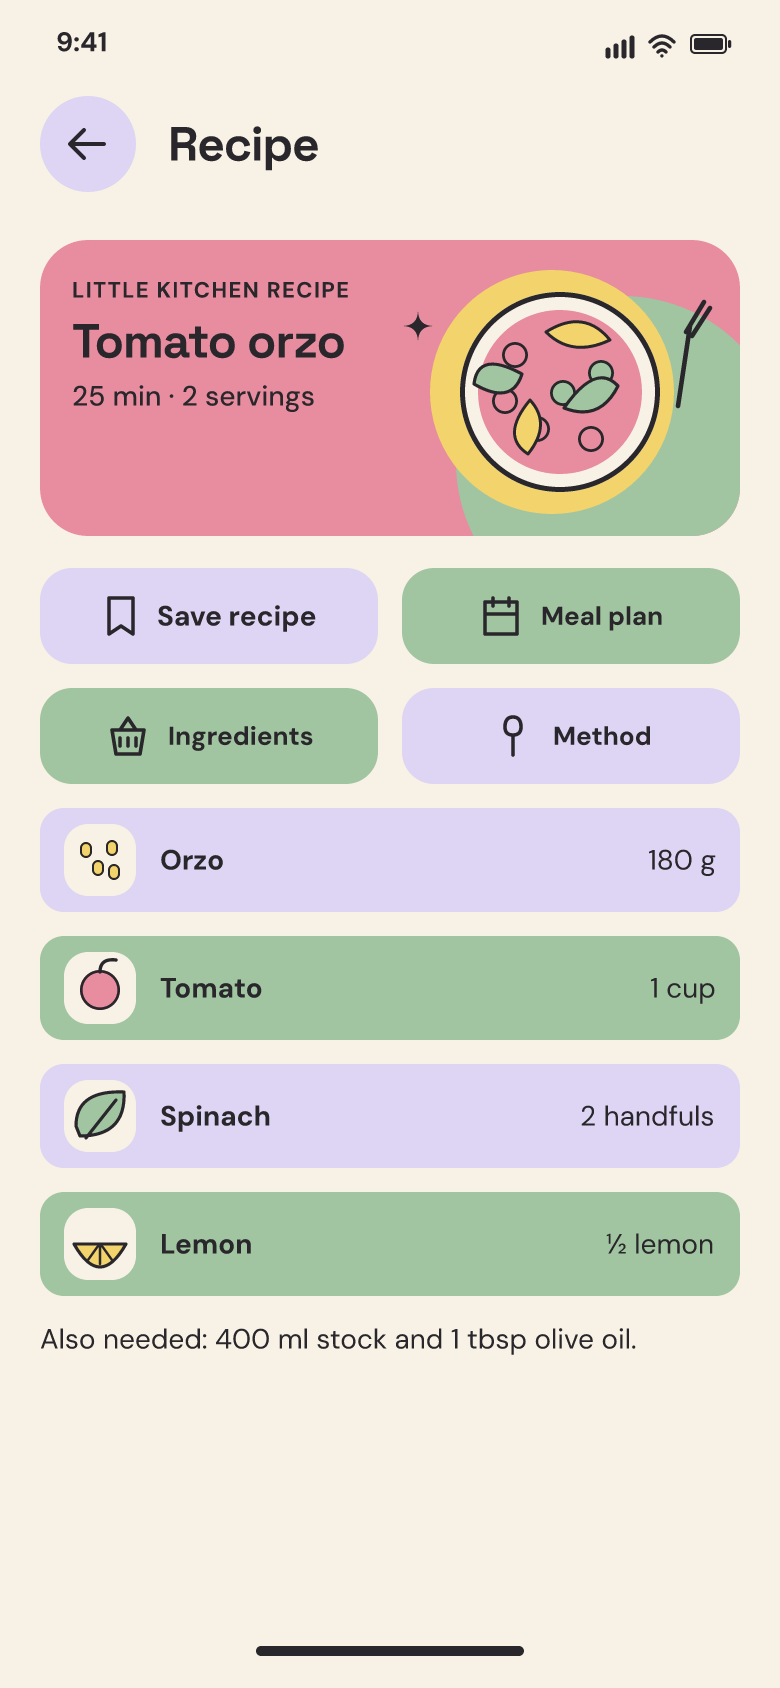 9:41
Recipe
LITTLE KITCHEN RECIPE
Tomato orzo
25 min · 2 servings
Save recipe
Meal plan
Ingredients
Method
Orzo
180 g
Tomato
1 cup
Spinach
2 handfuls
Lemon
½ lemon
Also needed: 400 ml stock and 1 tbsp olive oil.